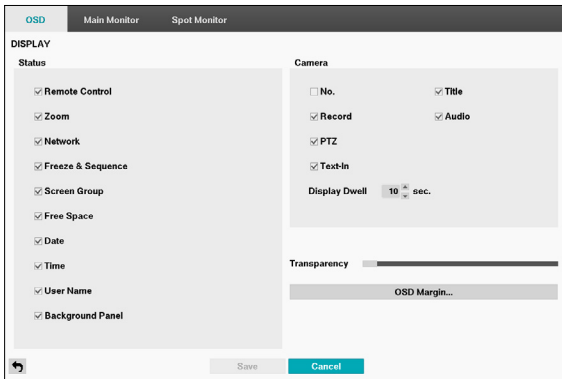 OSD Main Monitor Spot Monitor
DISPLAY
Status
Remote Control
Zoom
Network
Freeze & Sequence
Screen Group
Free Space
Date
Time
User Name
Background Panel
Camera
No. Title
Record Audio
PTZ
Text-In
Display Dwell 10 sec.
Transparency
OSD Margin...
Save Cancel